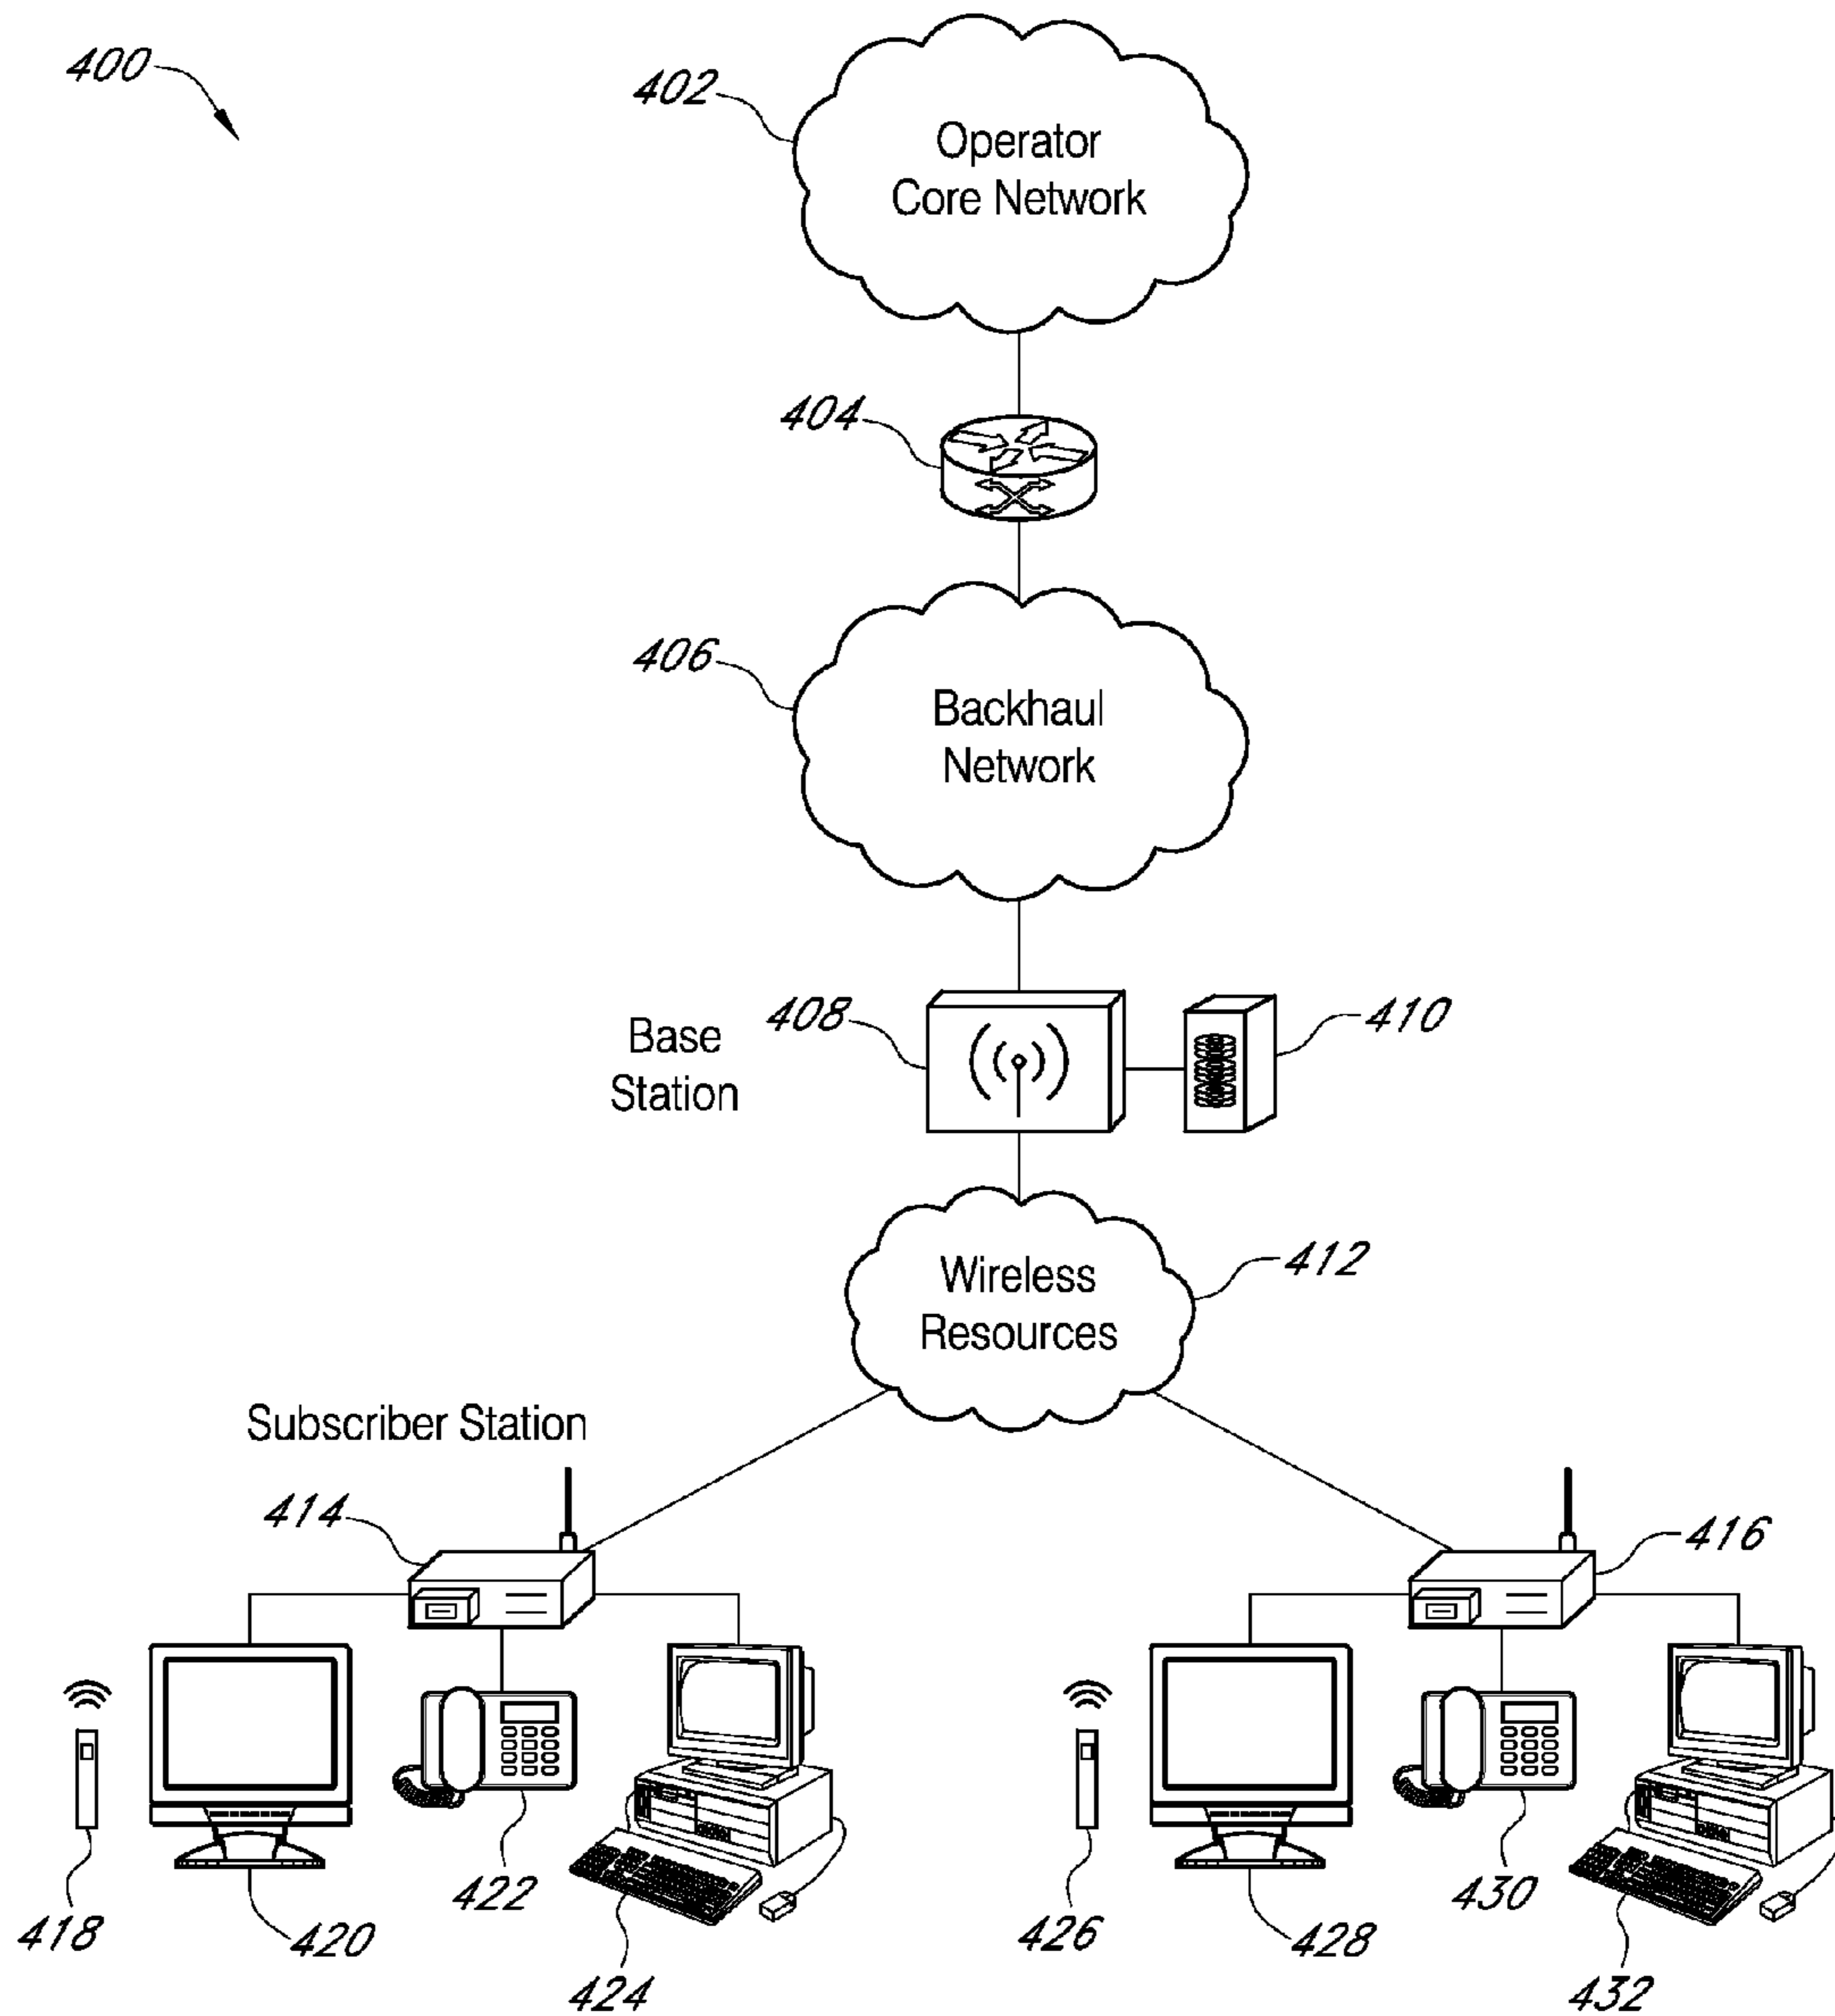 400
402
Operator
Core Network
404
406
Backhaul
Network
Base
Station
408
410
Wireless
Resources
412
Subscriber Station
414
416
418
420
422
424
426
428
430
432